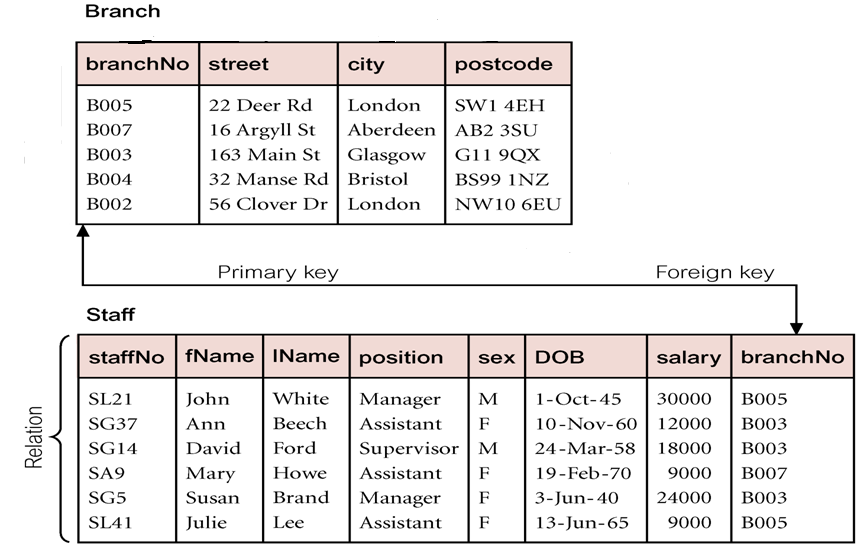 Branch
branchNo street city postcode
B005 22 Deer Rd London SW1 4EH
B007 16 Argyll St Aberdeen AB2 3SU
B003 163 Main St Glasgow G11 9QX
B004 32 Manse Rd Bristol BS99 1NZ
B002 56 Clover Dr London NW10 6EU
Primary key Foreign key
Staff
staffNo fName lName position sex DOB salary branchNo
SL21 John White Manager M 1-Oct-45 30000 B005
SG37 Ann Beech Assistant F 10-Nov-60 12000 B003
SG14 David Ford Supervisor M 24-Mar-58 18000 B003
SA9 Mary Howe Assistant F 19-Feb-70 9000 B007
SG5 Susan Brand Manager F 3-Jun-40 24000 B003
SL41 Julie Lee Assistant F 13-Jun-65 9000 B005
Relation